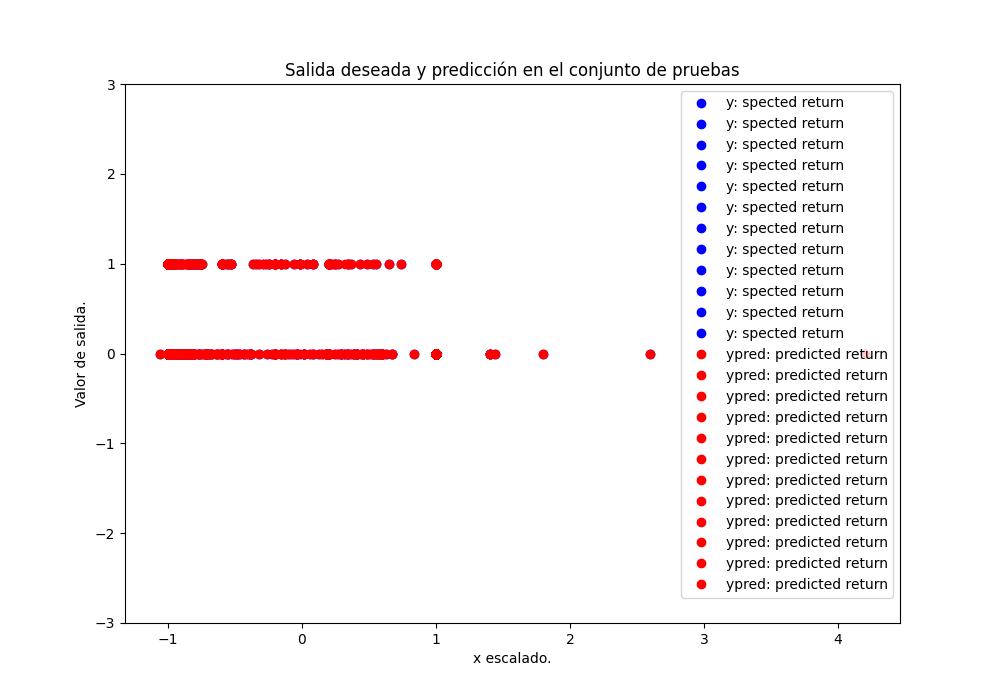 Salida deseada y predicción en el conjunto de pruebas
3
2
1
0
−1
−2
−3
Valor de salida.
y: spected return
y: spected return
y: spected return
y: spected return
y: spected return
y: spected return
y: spected return
y: spected return
y: spected return
y: spected return
y: spected return
y: spected return
ypred: predicted return
ypred: predicted return
ypred: predicted return
ypred: predicted return
ypred: predicted return
ypred: predicted return
ypred: predicted return
ypred: predicted return
ypred: predicted return
ypred: predicted return
ypred: predicted return
ypred: predicted return
−1 0 1 2 3 4
x escalado.